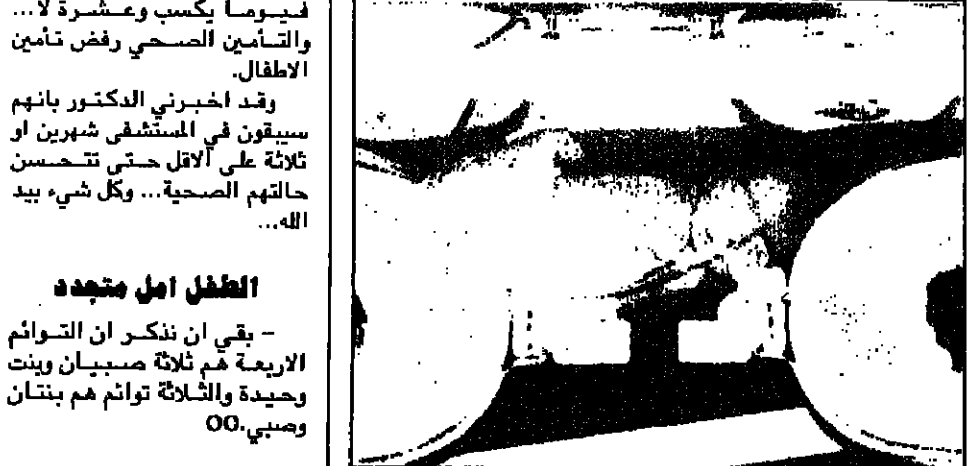 فيوما يكسب وعشرة لا...
والتأمين الصحي رفض تأمين
الاطفال.
وقد اخبرني الدكتور بانهم
سيبقون في المستشفى شهرين او
ثلاثة على الاقل حتى تتحسن
حالتهم الصحية... وكل شيء بيد
الله...
الطفل امل متجدد
– بقي ان نذكر ان التوائم
الاربعة هم ثلاثة صبيان وبنت
وحيدة والثلاثة توائم هم بنتان
وصبي.OO